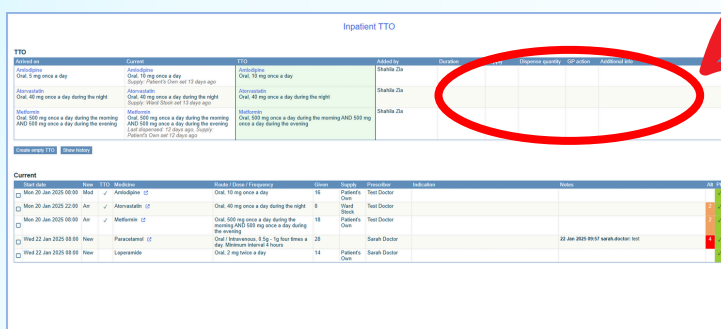 Inpatient TTO
TTO
Arrived on Current TTO Added by Duration Supply Dispense quantity GP action Additional info
Amlodipine Amlodipine Amlodipine Shahila Zia
Oral, 5 mg once a day Oral, 10 mg once a day Oral, 10 mg once a day
Supply: Patient's Own set 13 days ago
Atorvastatin Atorvastatin Atorvastatin Shahila Zia
Oral, 40 mg once a day during the night Oral, 40 mg once a day during the night Oral, 40 mg once a day during the night
Supply: Ward Stock set 13 days ago
Metformin Metformin Metformin Shahila Zia
Oral, 500 mg once a day during the morning Oral, 500 mg once a day during the morning Oral, 500 mg once a day during the morning AND 500 mg
AND 500 mg once a day during the evening AND 500 mg once a day during the evening once a day during the evening
Last dispensed: 12 days ago, Supply:
Patient's Own set 12 days ago
Create empty TTO Show history
Current
Start date New TTO Medicine Route / Dose / Frequency Given Supply Prescriber Indication Notes All
Mon 20 Jan 2025 08:00 Mod ✓ Amlodipine Oral, 10 mg once a day 16 Patient's Test Doctor
Own
Mon 20 Jan 2025 22:00 Arr ✓ Atorvastatin Oral, 40 mg once a day during the night 8 Ward Test Doctor 2
Stock
Mon 20 Jan 2025 08:00 Arr ✓ Metformin Oral, 500 mg once a day during the 18 Patient's Test Doctor 2
morning AND 500 mg once a day during Own
the evening
Wed 22 Jan 2025 08:00 New Paracetamol Oral / Intravenous, 0.5g - 1g four times a 28 Sarah Doctor 22 Jan 2025 09:57 sarah.doctor: test 4
day. Minimum interval 4 hours
Wed 22 Jan 2025 08:00 New Loperamide Oral, 2 mg twice a day 14 Patient's Sarah Doctor
Own